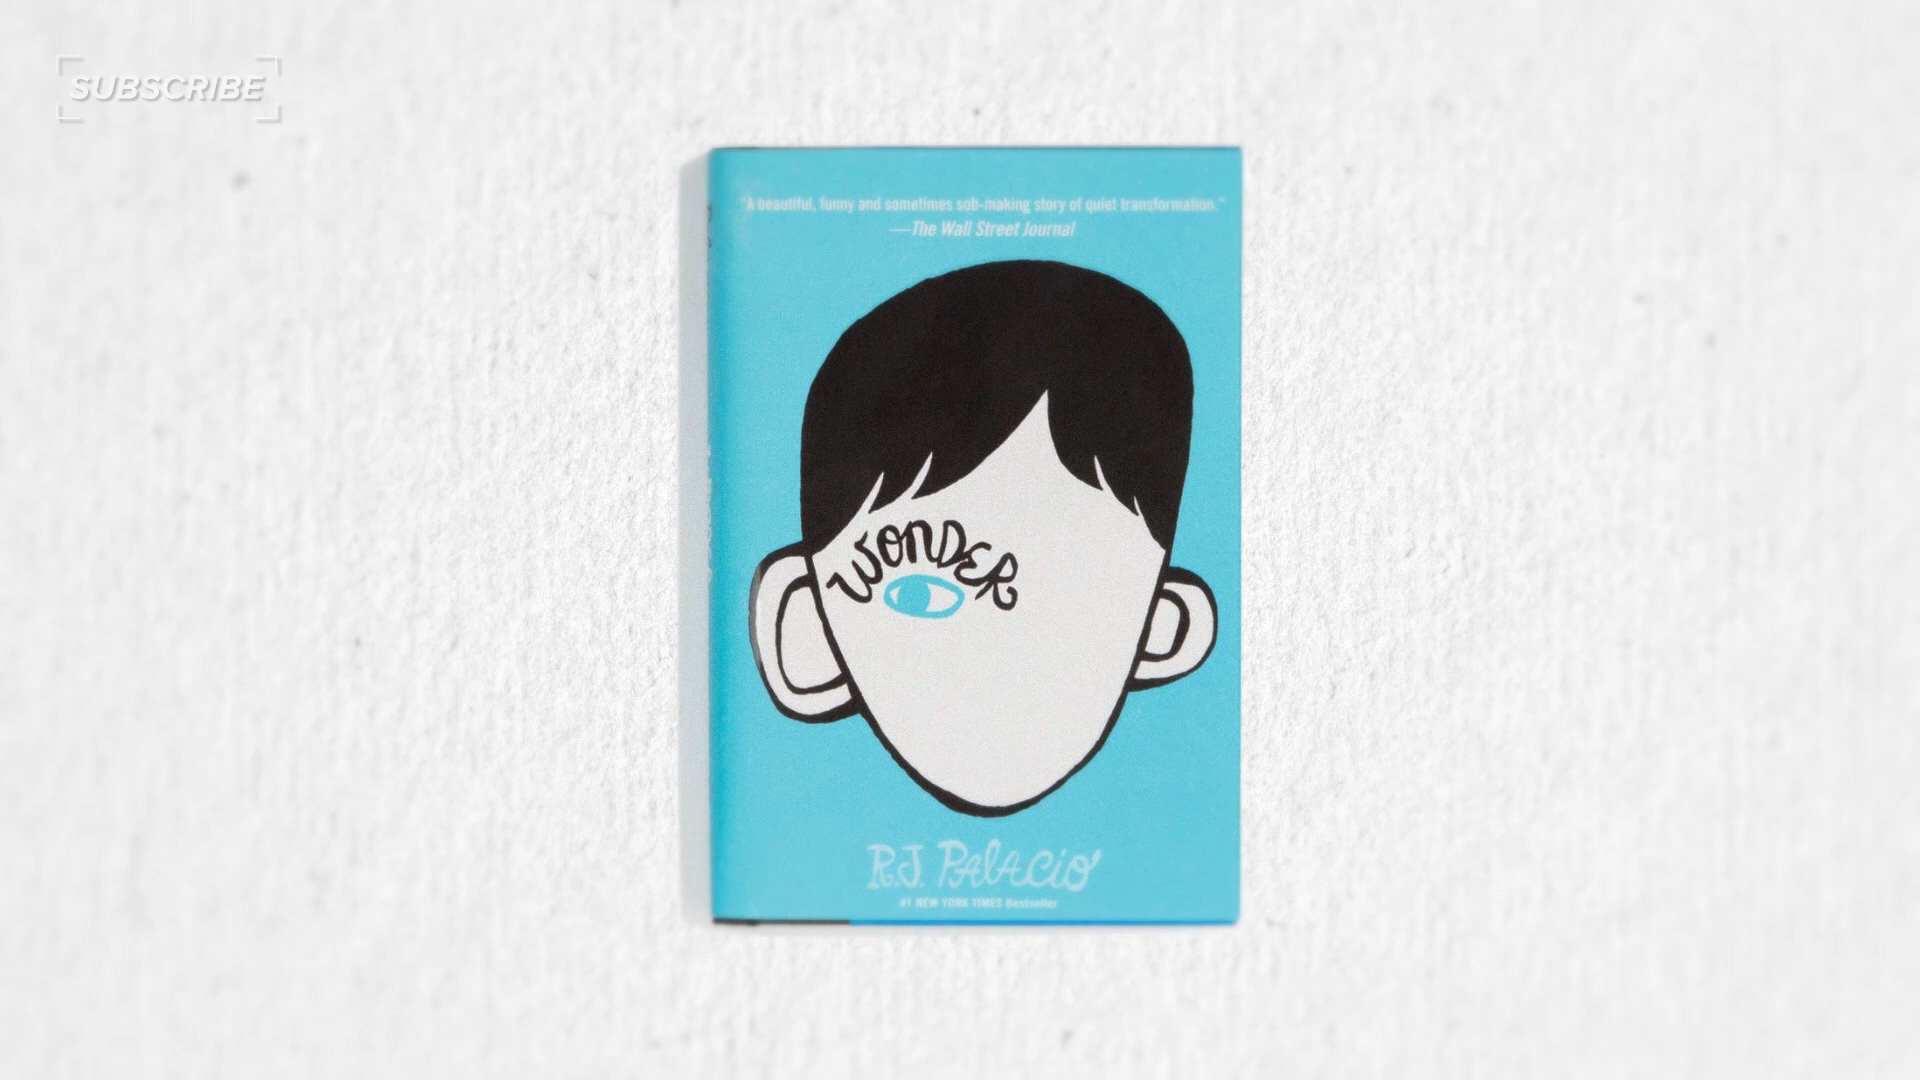 SUBSCRIBE
"A beautiful, funny and sometimes sob-making story of quiet transformation."
—The Wall Street Journal
WONDER
R.J. PALACIO
#1 NEW YORK TIMES Bestseller